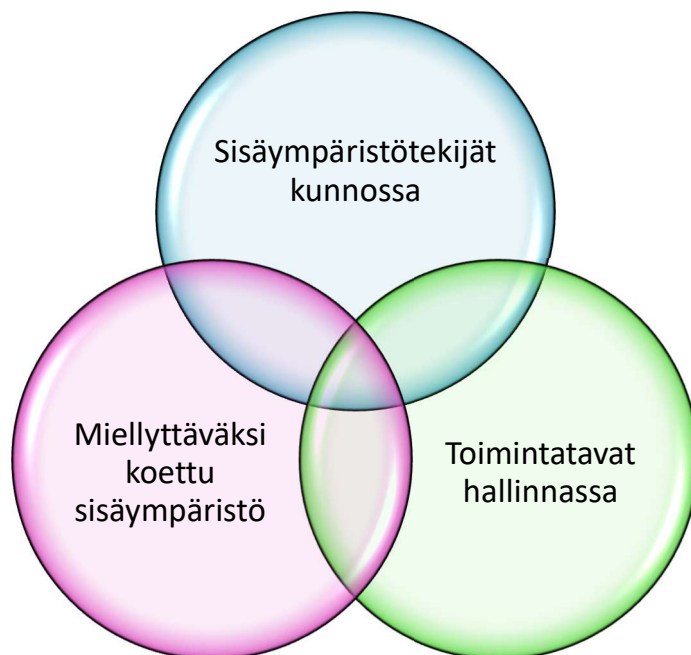 Sisäympäristötekijät
kunnossa
Miellyttäväksi
koettu
sisäympäristö
Toimintatavat
hallinnassa